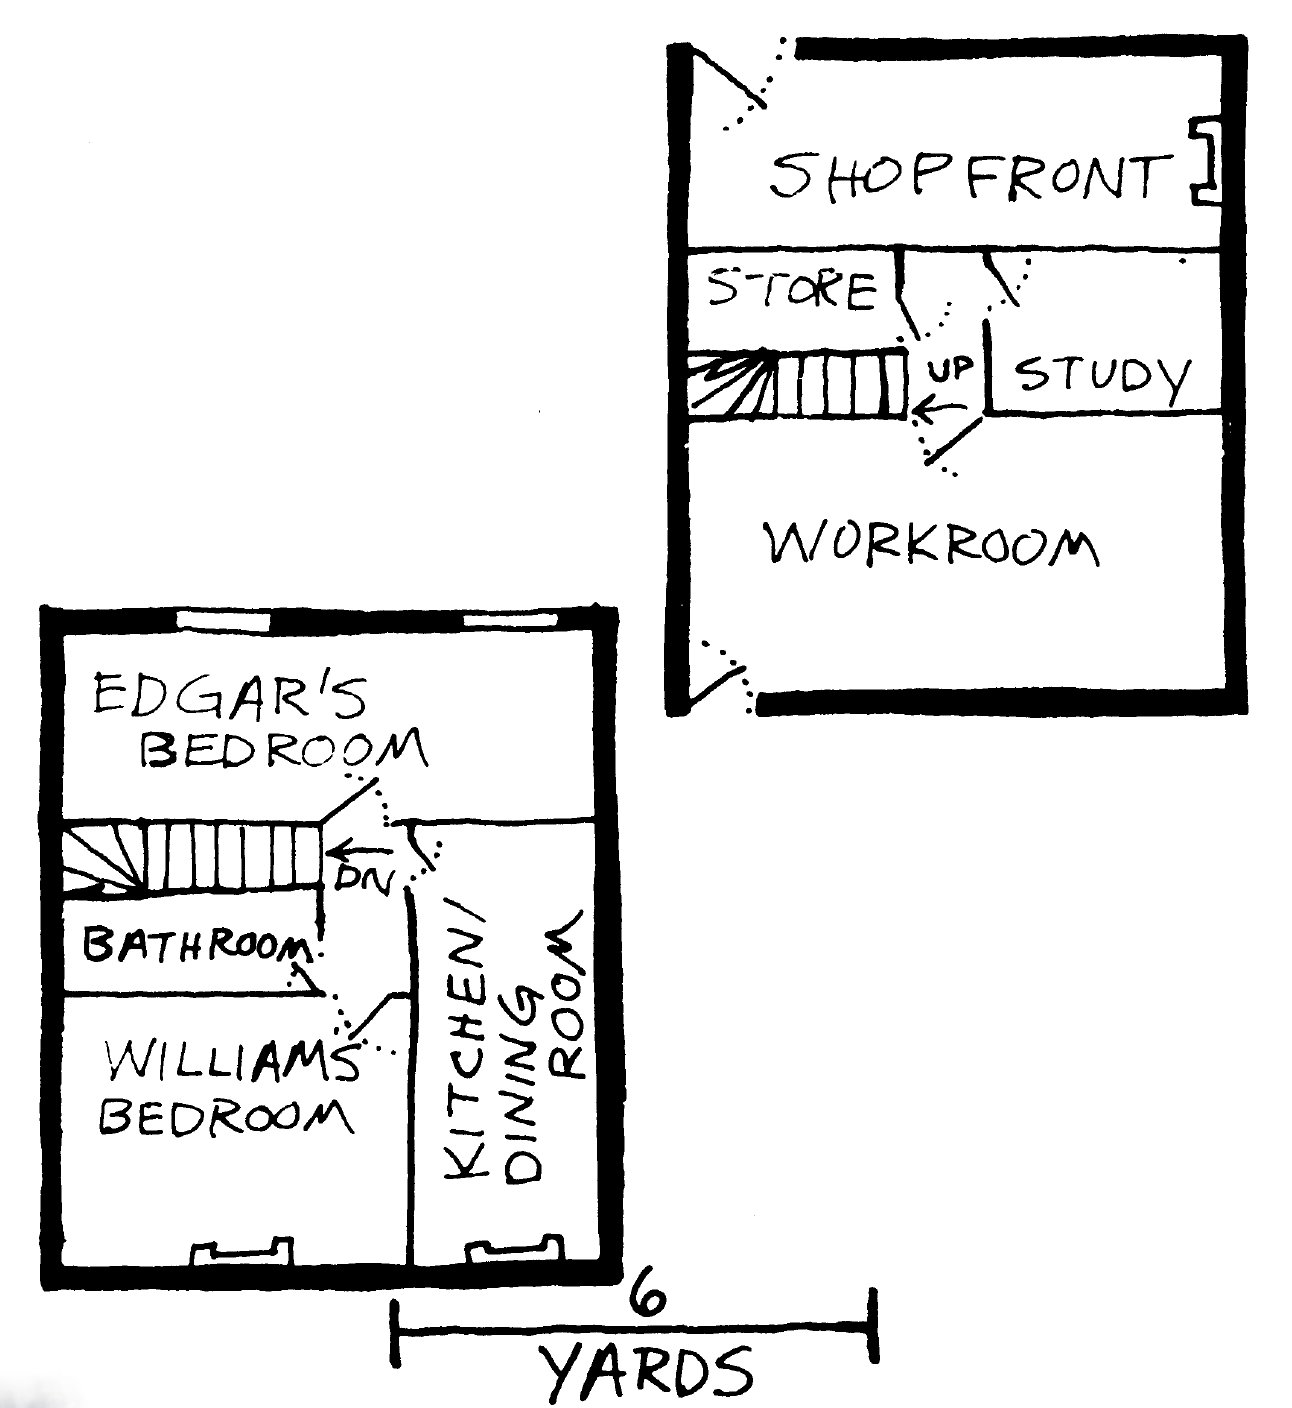 SHOPFRONT
STORE
UP
STUDY
WORKROOM
EDGAR'S
BEDROOM
DN
BATHROOM
KITCHEN/
DINING
ROOM
WILLIAMS
BEDROOM
6
YARDS